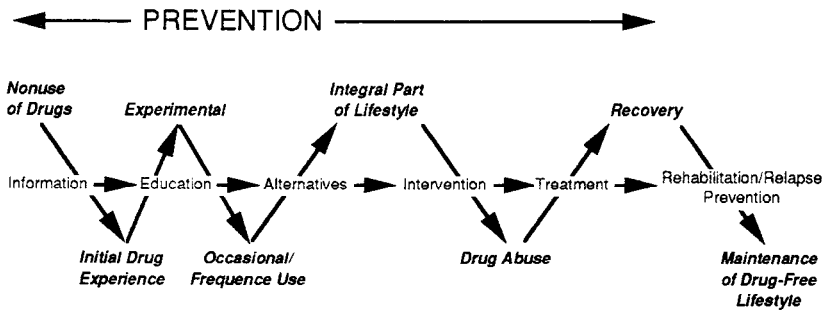 PREVENTION
Nonuse
of Drugs
Experimental
Integral Part
of Lifestyle
Recovery
Information
Education
Alternatives
Intervention
Treatment
Rehabilitation/Relapse
Prevention
Initial Drug
Experience
Occasional/
Frequence Use
Drug Abuse
Maintenance
of Drug-Free
Lifestyle